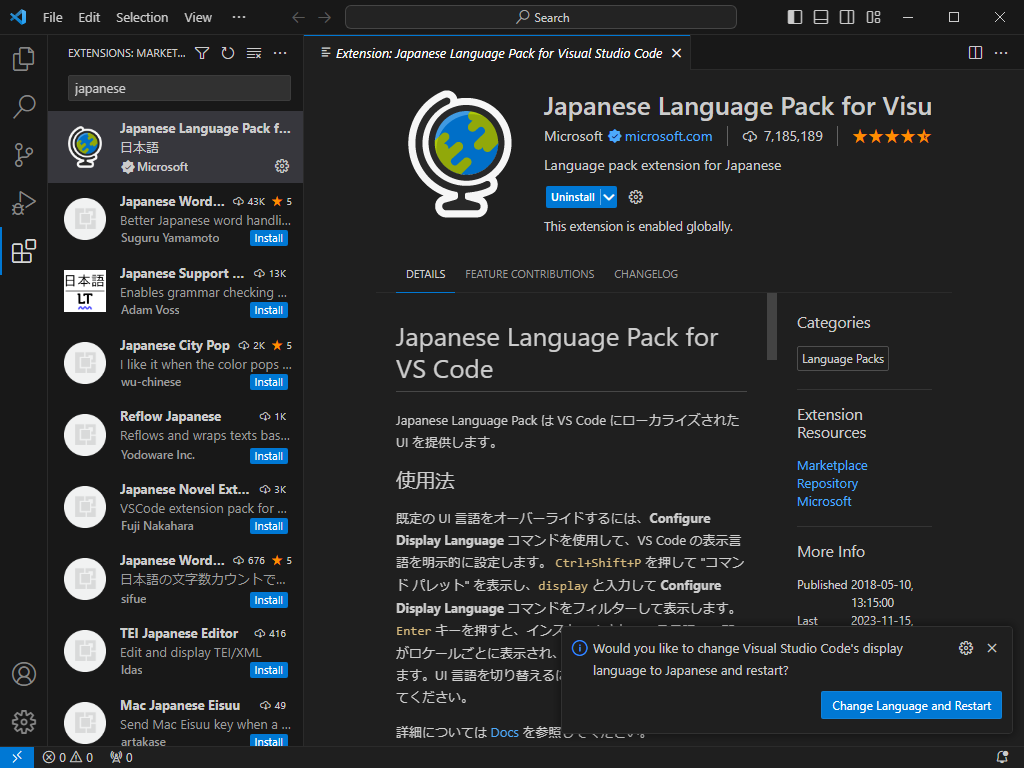 File Edit Selection View ···
Search
EXTENSIONS: MARKET...
japanese
Japanese Language Pack f...
日本語
Microsoft
Japanese Word... 43K 5
Better Japanese word handli...
Suguru Yamamoto Install
日本語
LT
Japanese Support ... 13K
Enables grammar checking ...
Adam Voss Install
Japanese City Pop 2K 5
I like it when the color pops ...
wu-chinese Install
Reflow Japanese 1K
Reflows and wraps texts bas...
Yodoware Inc. Install
Japanese Novel Ext... 3K
VSCode extension pack for ...
Fuji Nakahara Install
Japanese Word... 676 5
日本語の文字数カウントで...
sifue Install
TEI Japanese Editor 416
Edit and display TEI/XML
ldas Install
Mac Japanese Eisuu 49
Send Mac Eisuu key when a ...
artakase Install
Extension: Japanese Language Pack for Visual Studio Code
Japanese Language Pack for Visu
Microsoft microsoft.com 7,185,189
Language pack extension for Japanese
Uninstall
This extension is enabled globally.
DETAILS FEATURE CONTRIBUTIONS CHANGELOG
Japanese Language Pack for
VS Code
Japanese Language Pack は VS Code にローカライズされた
UI を提供します。
使用法
既定の UI 言語をオーバーライドするには、Configure
Display Language コマンドを使用して、VS Code の表示言
語を明示的に設定します。 Ctrl+Shift+P を押して "コマン
ド パレット" を表示し、display と入力して Configure
Display Language コマンドをフィルターして表示します。
Enter キーを押すと、インス
がロケールごとに表示され、
ます。UI 言語を切り替えるに
てください。
詳細については Docs を参照してください。
Categories
Language Packs
Extension
Resources
Marketplace
Repository
Microsoft
More Info
Published 2018-05-10,
13:15:00
Last 2023-11-15,
Would you like to change Visual Studio Code's display
language to Japanese and restart?
Change Language and Restart
0 0 0